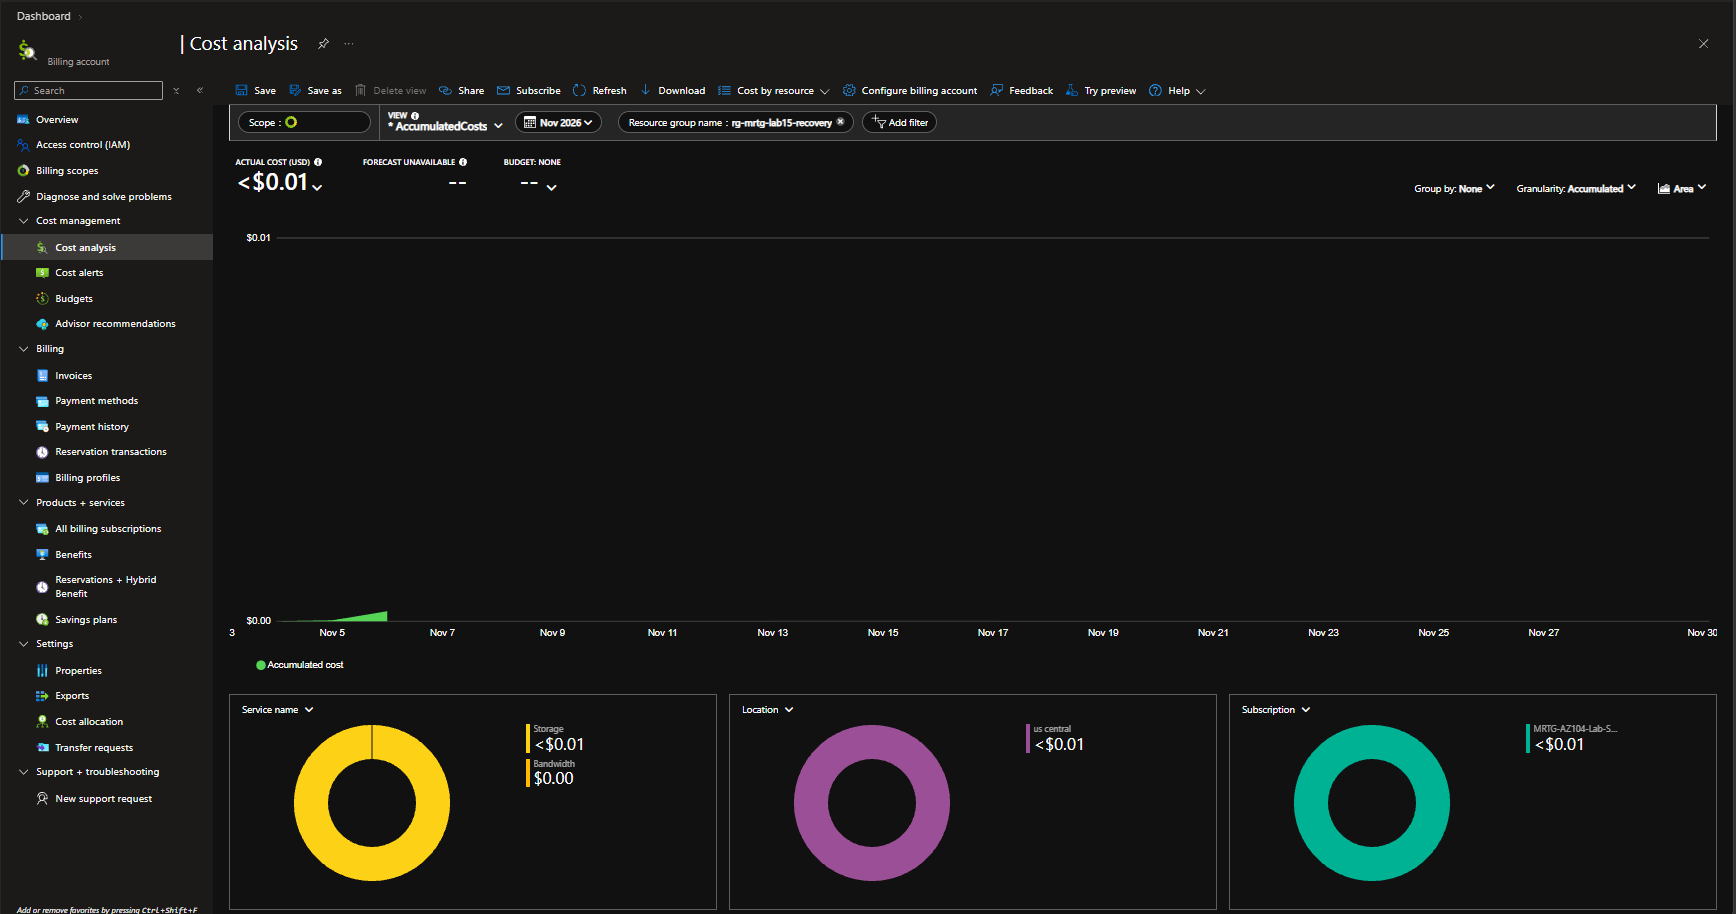 Dashboard
| Cost analysis
...
Billing account
Search
Save
Save as
Delete view
Share
Subscribe
Refresh
Download
Cost by resource
Configure billing account
Feedback
Try preview
Help
Overview
Access control (IAM)
Billing scopes
Diagnose and solve problems
Cost management
Cost analysis
Cost alerts
Budgets
Advisor recommendations
Billing
Invoices
Payment methods
Payment history
Reservation transactions
Billing profiles
Products + services
All billing subscriptions
Benefits
Reservations + Hybrid
Benefit
Savings plans
Settings
Properties
Exports
Cost allocation
Transfer requests
Support + troubleshooting
New support request
Add or remove favorites by pressing Ctrl+Shift+F
Scope :
VIEW
* AccumulatedCosts
Nov 2026
Resource group name : rg-mrtg-lab15-recovery
Add filter
ACTUAL COST (USD)
<$0.01
FORECAST UNAVAILABLE
--
BUDGET: NONE
--
Group by: None
Granularity: Accumulated
Area
$0.01
$0.00
3 Nov 5 Nov 7 Nov 9 Nov 11 Nov 13 Nov 15 Nov 17 Nov 19 Nov 21 Nov 23 Nov 25 Nov 27 Nov 30
Accumulated cost
Service name
Storage
<$0.01
Bandwidth
$0.00
Location
us central
<$0.01
Subscription
MRTG-AZ104-Lab-S...
<$0.01